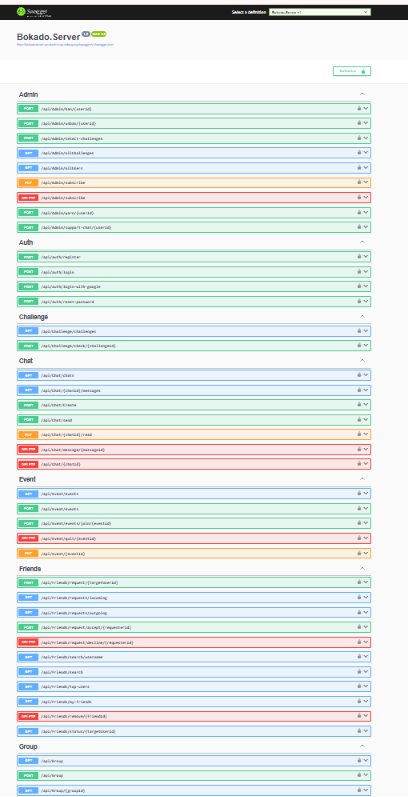 Swagger
Select a definition
Bokado.Server v1
Bokado.Server
Authorize
Admin
POST /api/Admin/ban/{userId}
POST /api/Admin/unban/{userId}
POST /api/Admin/select-challenges
GET /api/Admin/allChallenges
GET /api/Admin/allUsers
PUT /api/Admin/subscribe
DELETE /api/Admin/subscribe
POST /api/Admin/warn/{userId}
POST /api/Admin/support-chat/{userId}
Auth
POST /api/auth/register
POST /api/auth/login
POST /api/auth/login-with-google
POST /api/auth/reset-password
Challenge
GET /api/Challenge/challenges
POST /api/Challenge/check/{challengeId}
Chat
GET /api/Chat/chats
GET /api/Chat/{chatId}/messages
POST /api/Chat/create
POST /api/Chat/send
PUT /api/Chat/{chatId}/read
DELETE /api/Chat/message/{messageId}
DELETE /api/Chat/{chatId}
Event
GET /api/Event/events
POST /api/Event/events
POST /api/Event/events/join/{eventId}
DELETE /api/Event/quit/{eventId}
PUT /api/Event/{eventId}
Friends
POST /api/Friends/request/{targetUserId}
GET /api/Friends/requests/incoming
GET /api/Friends/requests/outgoing
POST /api/Friends/request/accept/{requesterId}
DELETE /api/Friends/request/decline/{requesterId}
GET /api/Friends/search/username
GET /api/Friends/search
GET /api/Friends/top-users
GET /api/Friends/my-friends
DELETE /api/Friends/remove/{friendId}
GET /api/Friends/status/{targetUserId}
Group
GET /api/Group
POST /api/Group
GET /api/Group/{groupId}